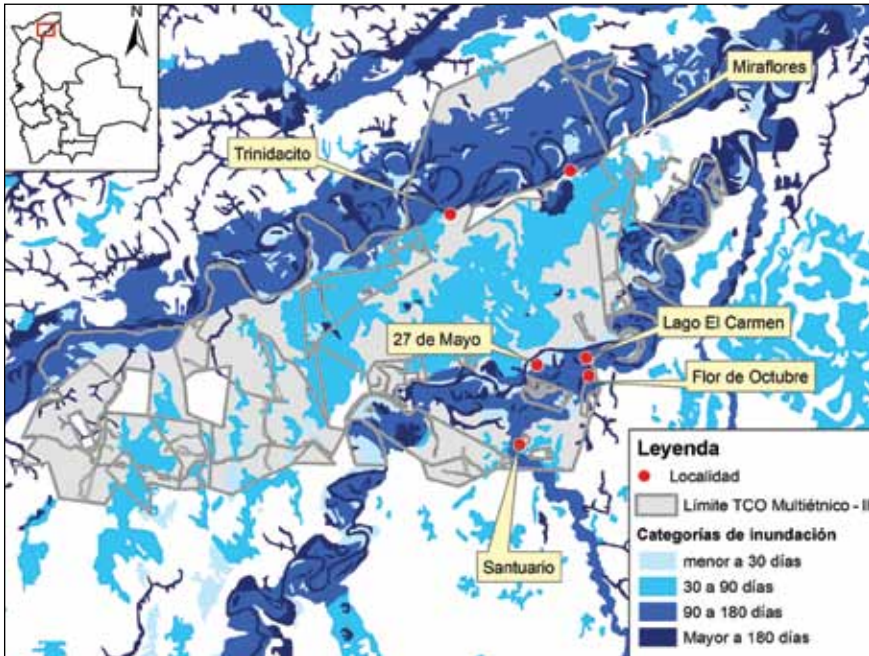 N
Miraflores
Trinidacito
27 de Mayo
Lago El Carmen
Flor de Octubre
Santuario
Leyenda
Localidad
Límite TCO Multiétnico - II
Categorías de inundación
menor a 30 días
30 a 90 días
90 a 180 días
Mayor a 180 días